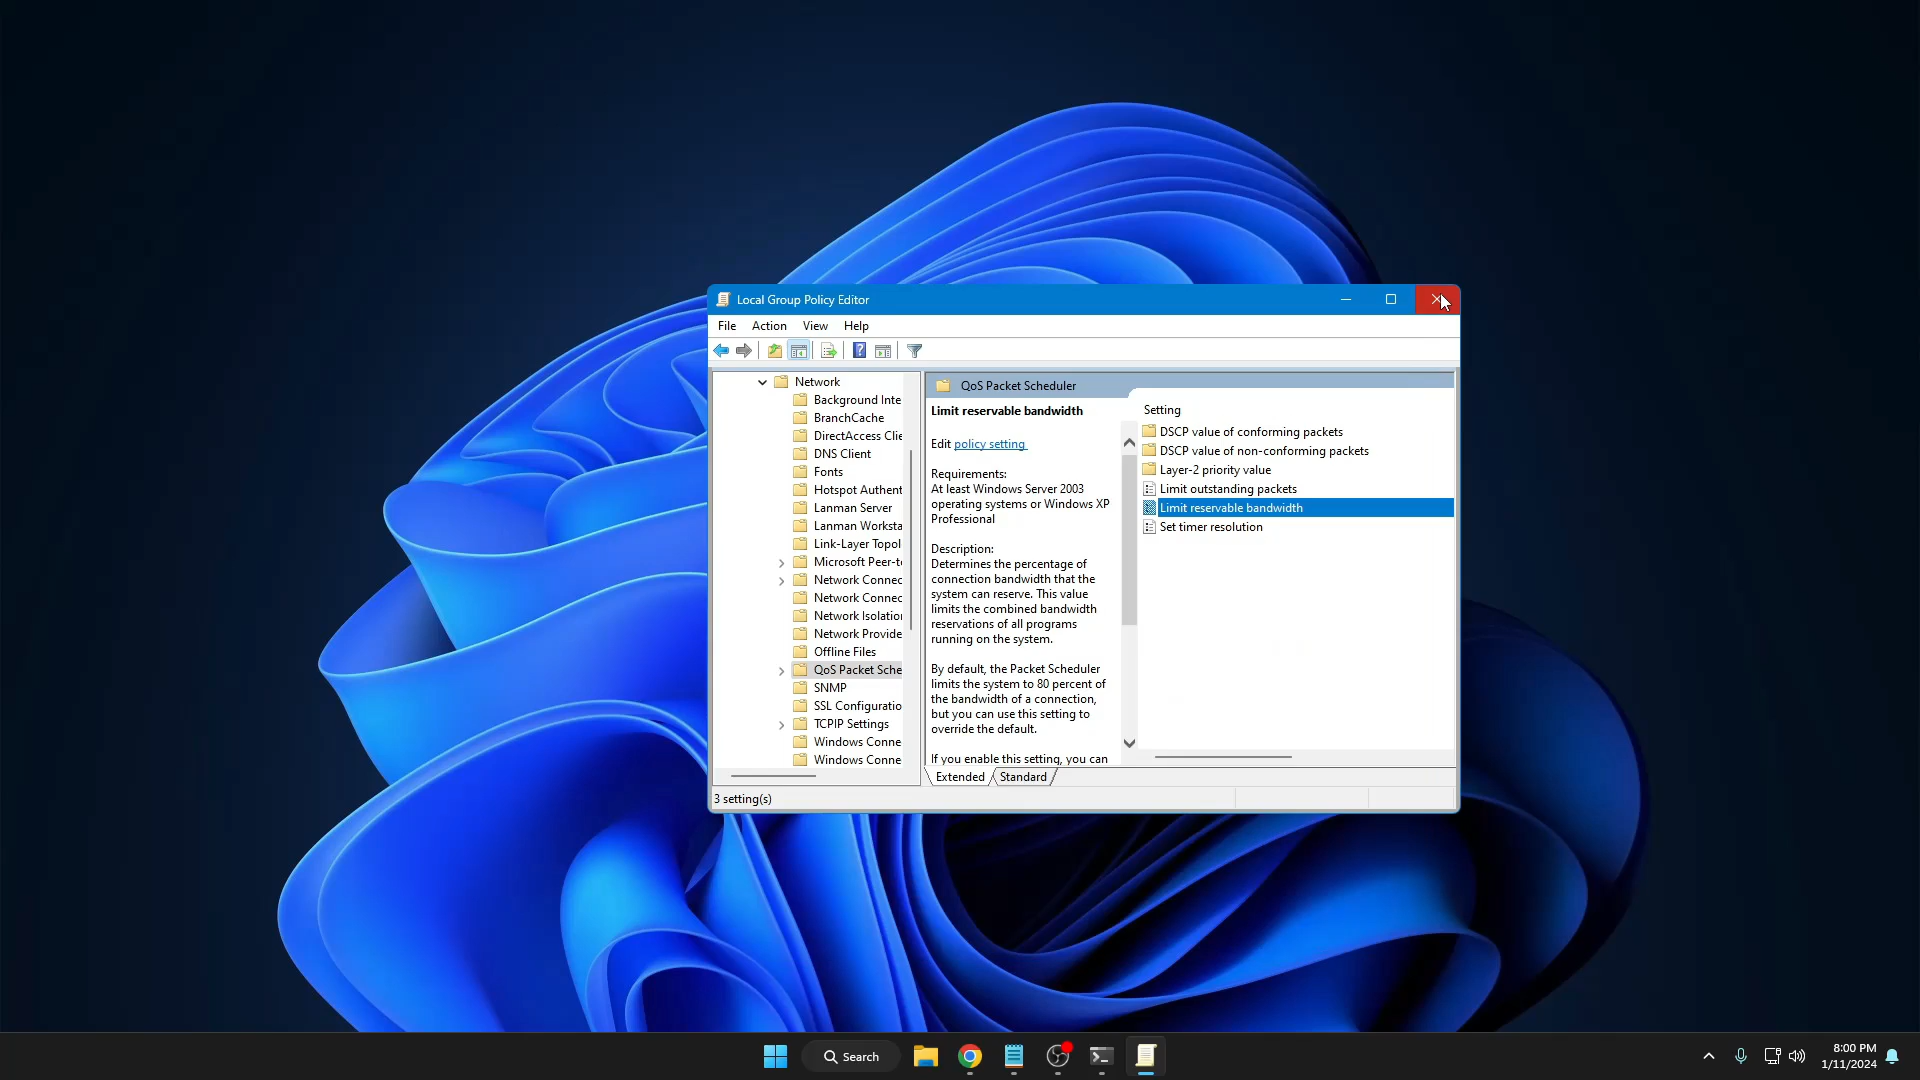 Local Group Policy Editor
File Action View Help
Network
Background Inte
BranchCache
DirectAccess Clie
DNS Client
Fonts
Hotspot Authent
Lanman Server
Lanman Worksta
Link-Layer Topol
Microsoft Peer-t
Network Connec
Network Connec
Network Isolatio
Network Provide
Offline Files
QoS Packet Sche
SNMP
SSL Configuratio
TCPIP Settings
Windows Conne
Windows Conne
QoS Packet Scheduler
Limit reservable bandwidth
Edit policy setting
Requirements:
At least Windows Server 2003
operating systems or Windows XP
Professional
Description:
Determines the percentage of
connection bandwidth that the
system can reserve. This value
limits the combined bandwidth
reservations of all programs
running on the system.
By default, the Packet Scheduler
limits the system to 80 percent of
the bandwidth of a connection,
but you can use this setting to
override the default.
If you enable this setting, you can
Setting
DSCP value of conforming packets
DSCP value of non-conforming packets
Layer-2 priority value
Limit outstanding packets
Limit reservable bandwidth
Set timer resolution
Extended Standard
3 setting(s)
Search
8:00 PM
1/11/2024